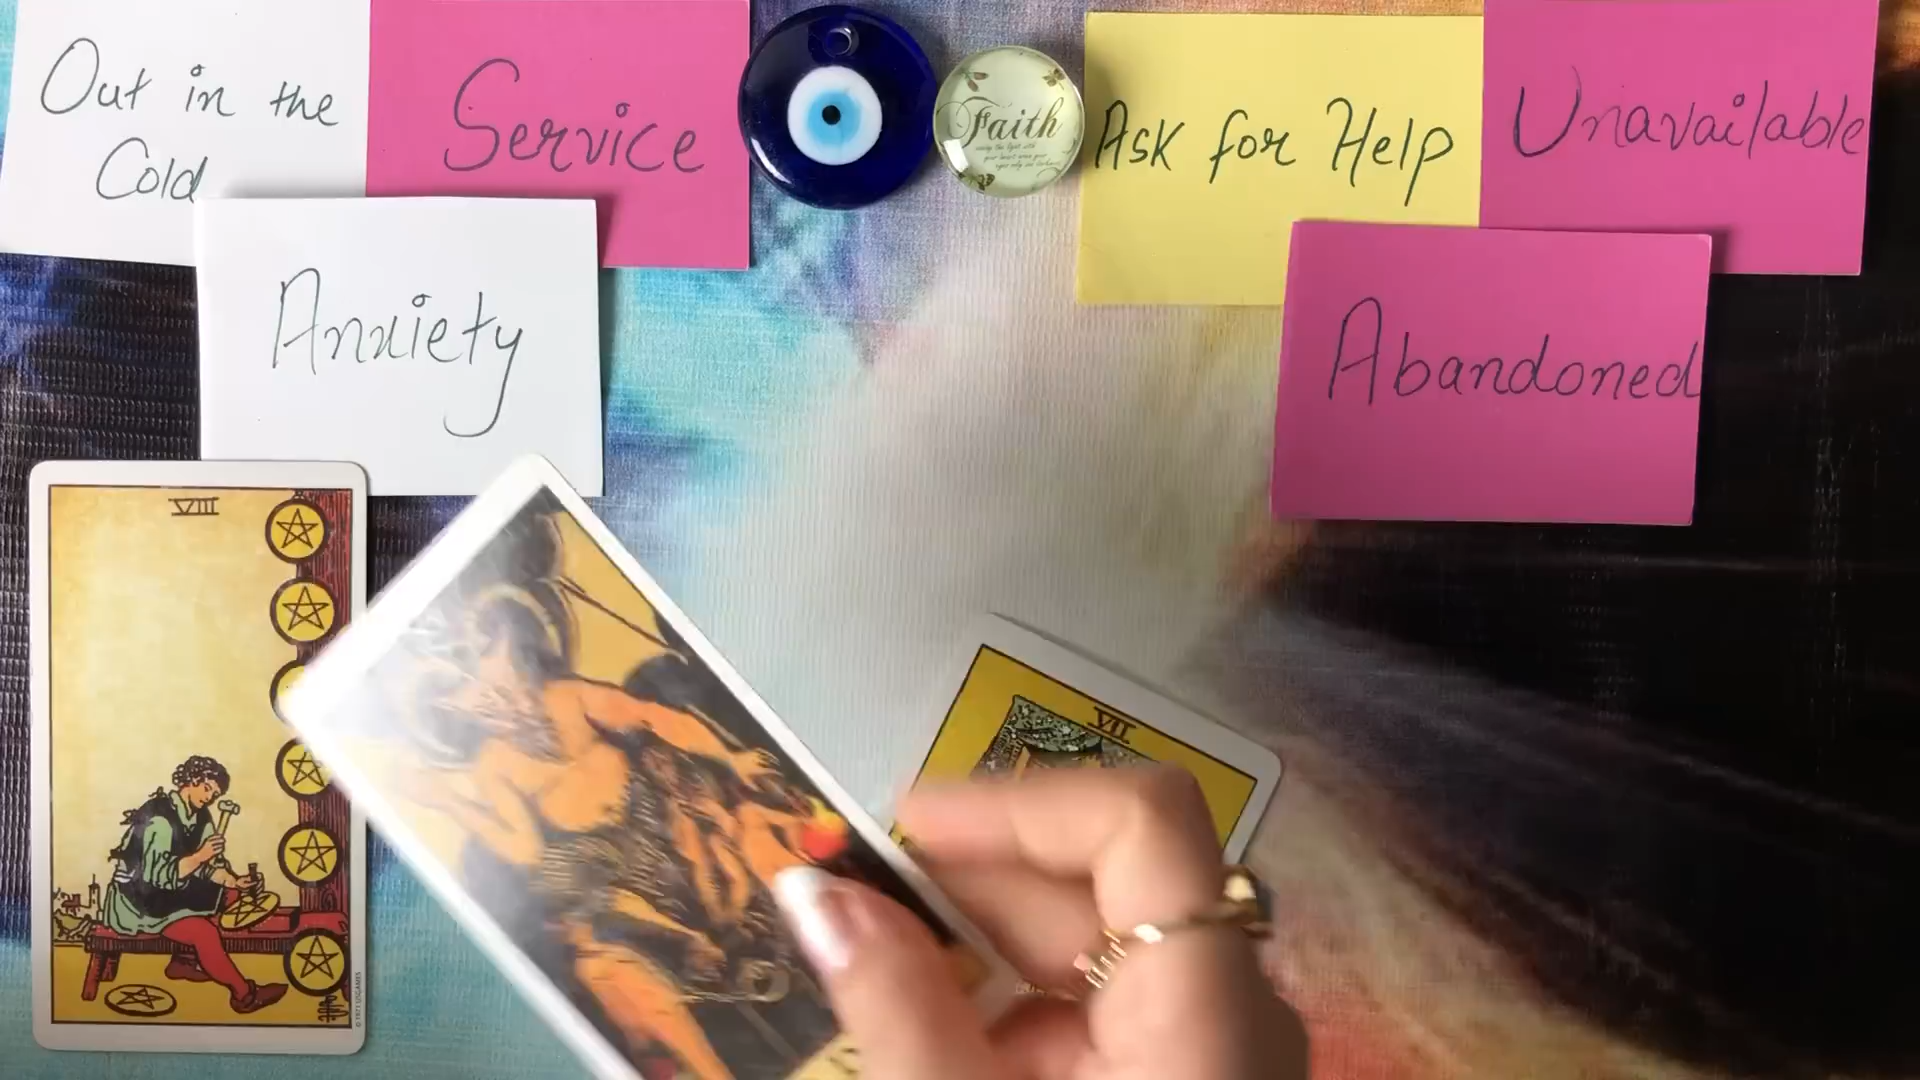 Out in the
Cold
Service
Faith
Ask for Help
Unavailable
Anxiety
Abandoned
VIII
VII